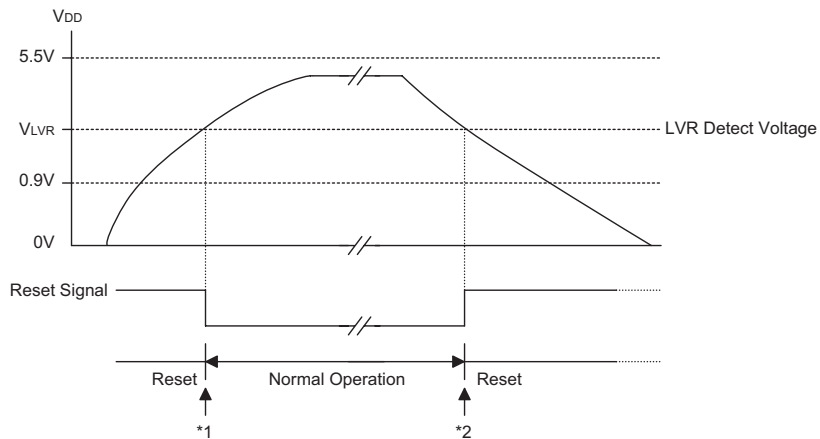 VDD
5.5V
VLVR
LVR Detect Voltage
0.9V
0V
Reset Signal
Reset
Normal Operation
Reset
*1
*2